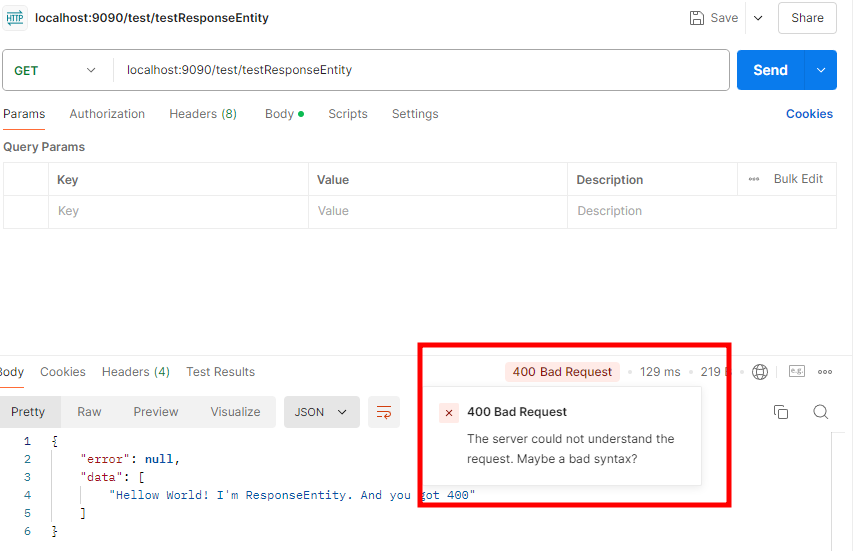 HTTP localhost:9090/test/testResponseEntity Save Share
GET localhost:9090/test/testResponseEntity Send
Params Authorization Headers (8) Body Scripts Settings Cookies
Query Params
Key Value Description Bulk Edit
Key Value Description
Body Cookies Headers (4) Test Results 400 Bad Request 129 ms 219 e.g.
Pretty Raw Preview Visualize JSON
400 Bad Request
The server could not understand the
request. Maybe a bad syntax?
1 {
2 "error": null,
3 "data": [
4 "Hellow World! I'm ResponseEntity. And you got 400"
5 ]
6 }